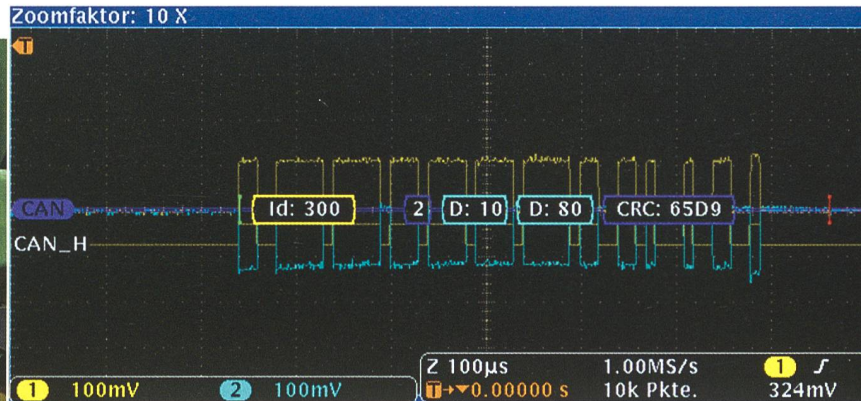 Zoomfaktor: 10 X
T
CAN Id: 300 2 D: 10 D: 80 CRC: 65D9
CAN_H
Z 100µs 1.00MS/s 1
1 100mV 2 100mV T→▼0.00000 s 10k Pkte. 324mV